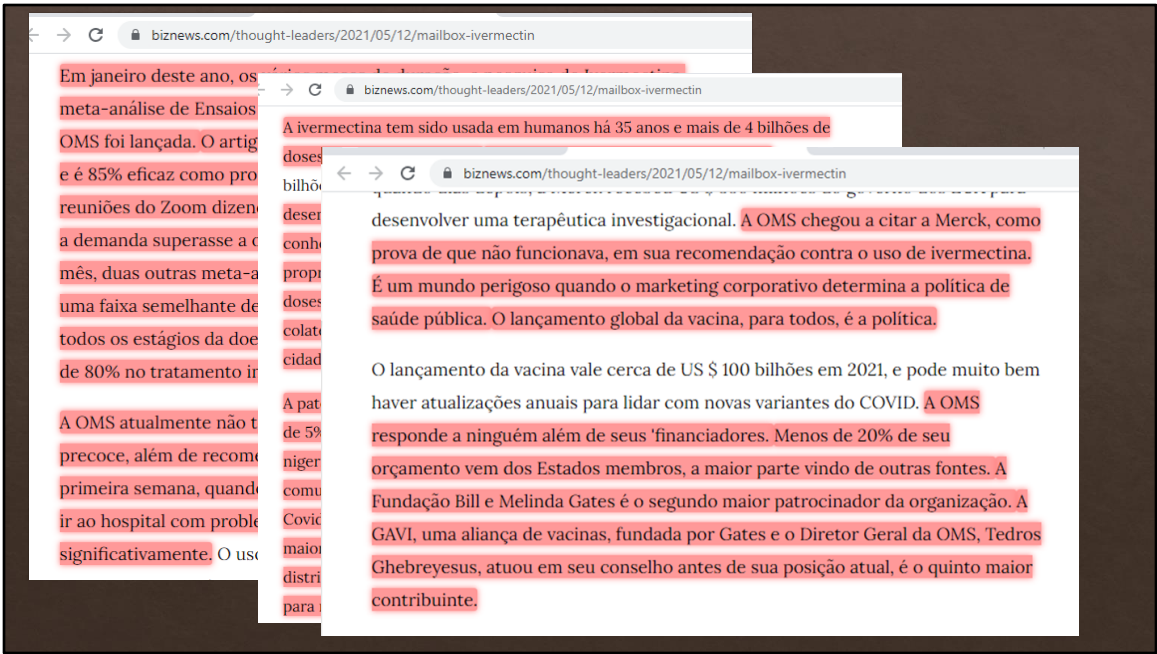 biznews.com/thought-leaders/2021/05/12/mailbox-ivermectin
Em janeiro deste ano, os
meta-análise de Ensaios
OMS foi lançada. O artig
e é 85% eficaz como pro
reuniões do Zoom dizend
a demanda superasse a
mês, duas outras meta-a
uma faixa semelhante de
todos os estágios da doe
de 80% no tratamento in
A OMS atualmente não t
precoce, além de recome
primeira semana, quando
ir ao hospital com proble
significativamente. O uso
biznews.com/thought-leaders/2021/05/12/mailbox-ivermectin
A ivermectina tem sido usada em humanos há 35 anos e mais de 4 bilhões de
doses
bilhõe
desen
conhe
propr
doses
colate
cidad
A pat
de 5%
niger
comu
Covid
maior
distri
para
biznews.com/thought-leaders/2021/05/12/mailbox-ivermectin
desenvolver uma terapêutica investigacional. A OMS chegou a citar a Merck, como
prova de que não funcionava, em sua recomendação contra o uso de ivermectina.
É um mundo perigoso quando o marketing corporativo determina a política de
saúde pública. O lançamento global da vacina, para todos, é a política.
O lançamento da vacina vale cerca de US $ 100 bilhões em 2021, e pode muito bem
haver atualizações anuais para lidar com novas variantes do COVID. A OMS
responde a ninguém além de seus 'financiadores. Menos de 20% de seu
orçamento vem dos Estados membros, a maior parte vindo de outras fontes. A
Fundação Bill e Melinda Gates é o segundo maior patrocinador da organização. A
GAVI, uma aliança de vacinas, fundada por Gates e o Diretor Geral da OMS, Tedros
Ghebreyesus, atuou em seu conselho antes de sua posição atual, é o quinto maior
contribuinte.